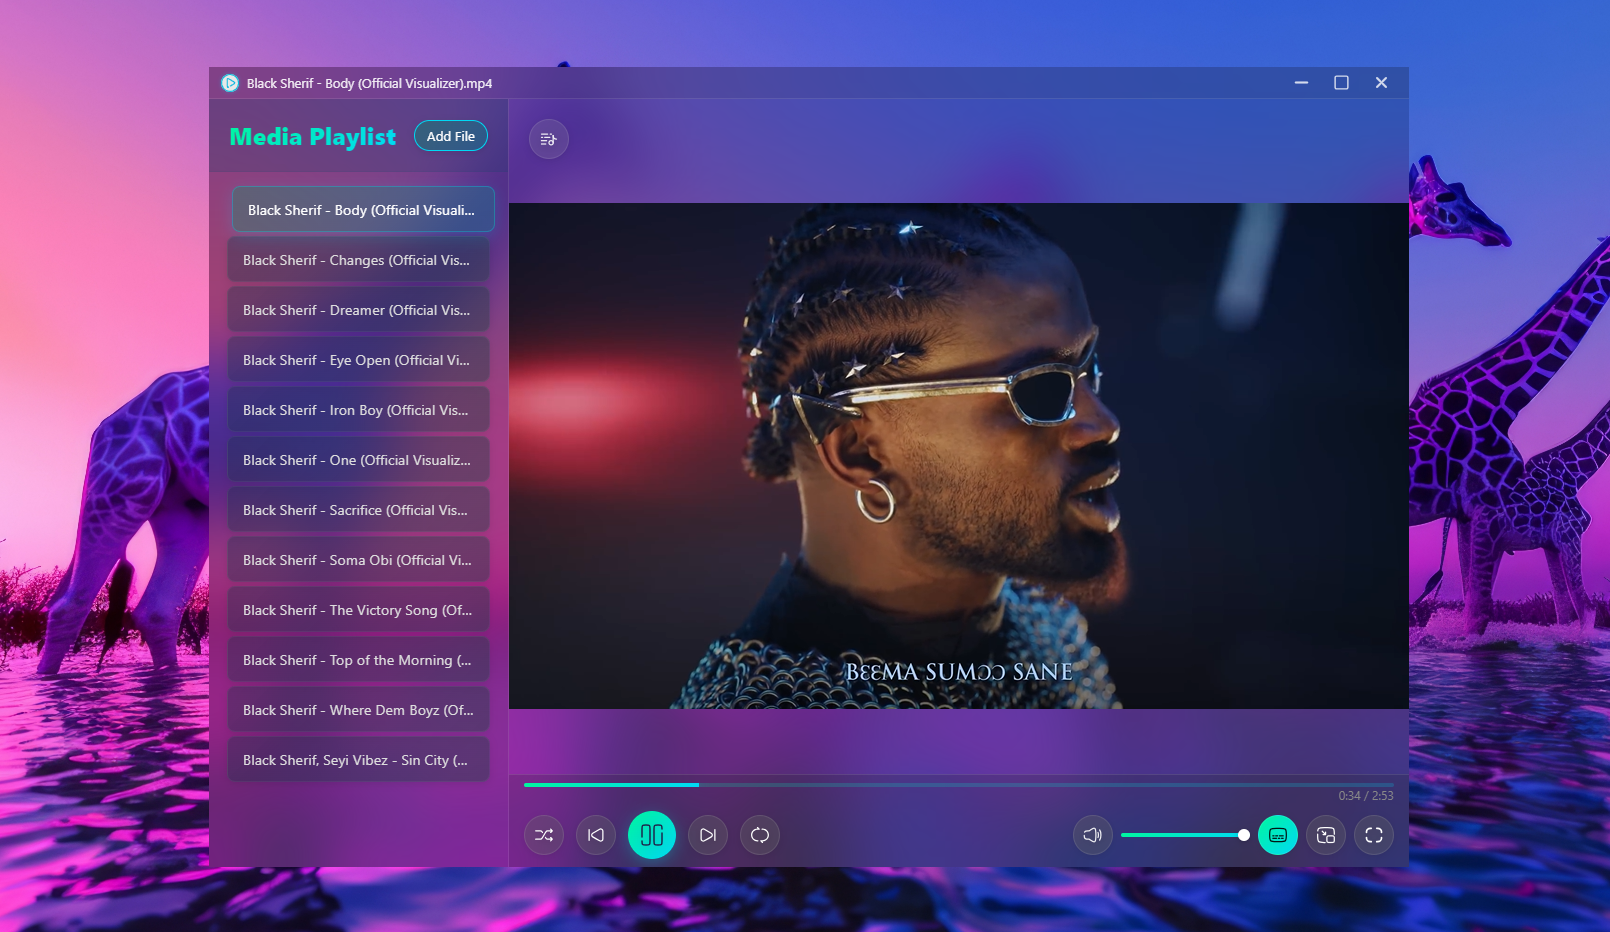 Black Sherif - Body (Official Visualizer).mp4
Media Playlist
Add File
Black Sherif - Body (Official Visuali...
Black Sherif - Changes (Official Vis...
Black Sherif - Dreamer (Official Vis...
Black Sherif - Eye Open (Official Vi...
Black Sherif - Iron Boy (Official Vis...
Black Sherif - One (Official Visualiz...
Black Sherif - Sacrifice (Official Vis...
Black Sherif - Soma Obi (Official Vi...
Black Sherif - The Victory Song (Of...
Black Sherif - Top of the Morning (...
Black Sherif - Where Dem Boyz (Of...
Black Sherif, Seyi Vibez - Sin City (...
BƐƐMA SUMƆƆ SANE
0:34 / 2:53